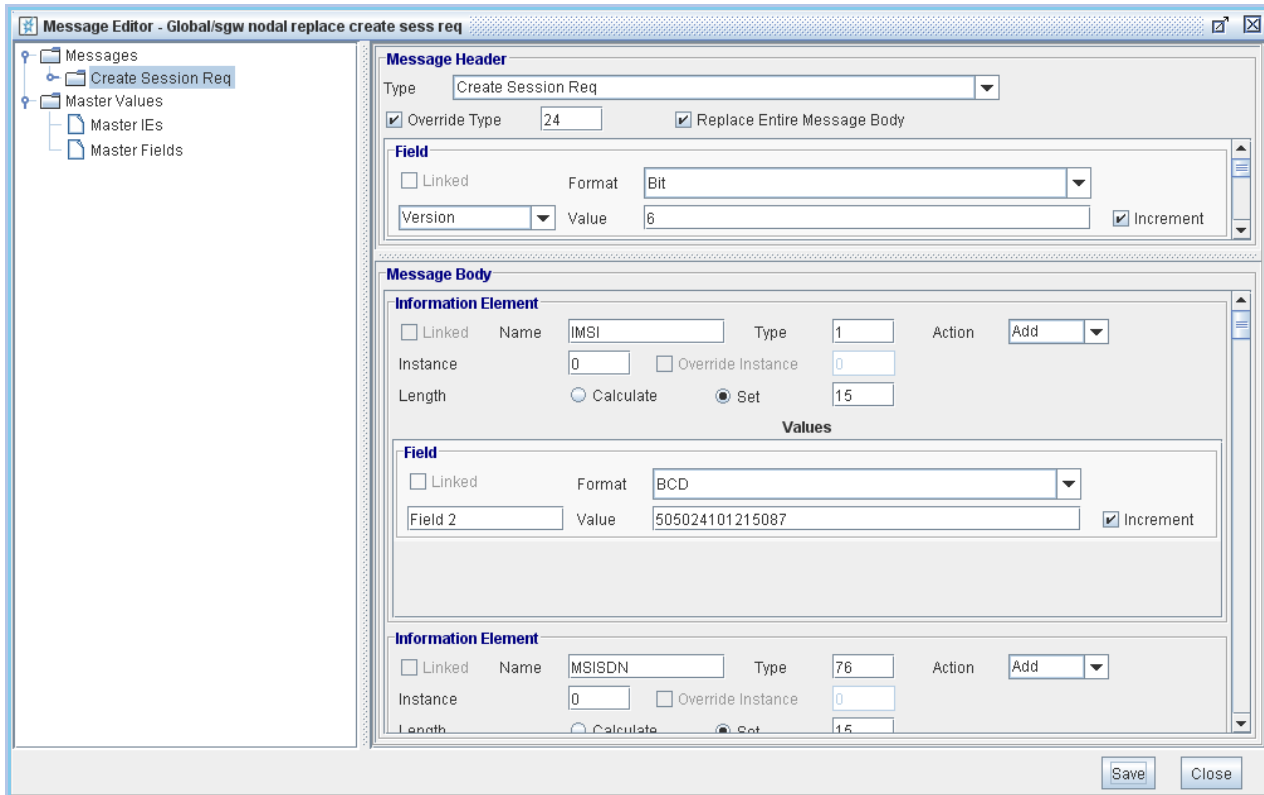 Message Editor - Global/sgw nodal replace create sess req
Messages
Create Session Req
Master Values
Master IEs
Master Fields
Message Header
Type Create Session Req
Override Type 24 Replace Entire Message Body
Field
Linked Format Bit
Version Value 6 Increment
Message Body
Information Element
Linked Name IMSI Type 1 Action Add
Instance 0 Override Instance 0
Length Calculate Set 15
Values
Field
Linked Format BCD
Field 2 Value 505024101215087 Increment
Information Element
Linked Name MSISDN Type 76 Action Add
Instance 0 Override Instance 0
Length Calculate Set 15
Save Close